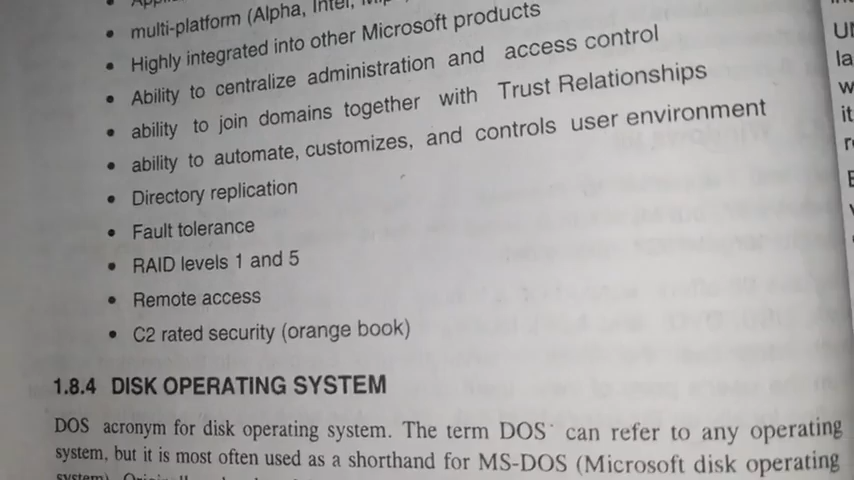 multi-platform (Alpha, Intel,
• Highly integrated into other Microsoft products
• Ability to centralize administration and access control
• ability to join domains together with Trust Relationships
• ability to automate, customizes, and controls user environment
• Directory replication
• Fault tolerance
• RAID levels 1 and 5
• Remote access
• C2 rated security (orange book)
1.8.4 DISK OPERATING SYSTEM
DOS acronym for disk operating system. The term DOS can refer to any operating
system, but it is most often used as a shorthand for MS-DOS (Microsoft disk operating